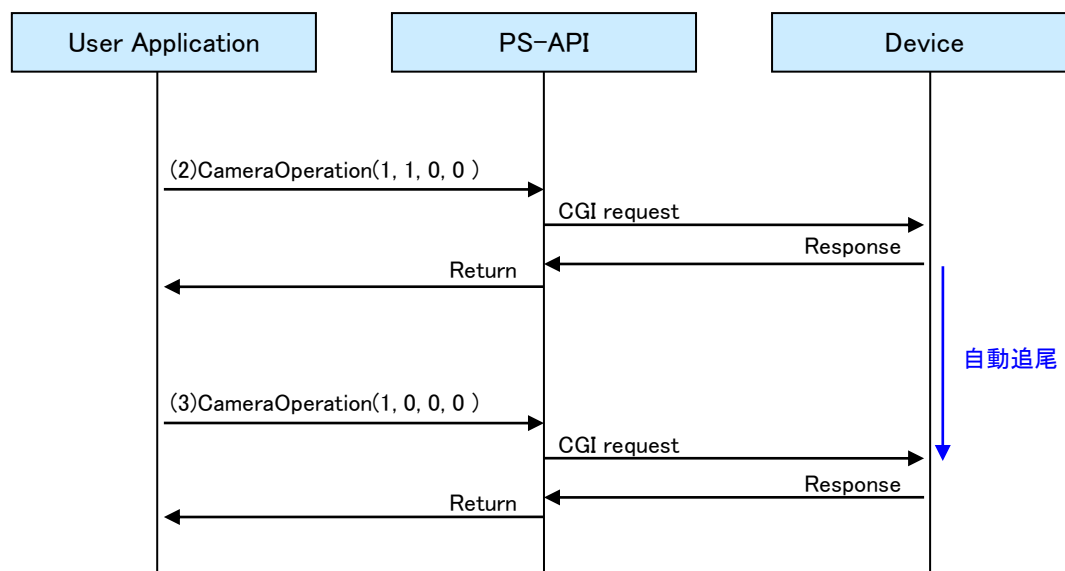 User Application
PS-API
Device
(2)CameraOperation(1, 1, 0, 0 )
CGI request
Response
Return
自動追尾
(3)CameraOperation(1, 0, 0, 0 )
CGI request
Response
Return